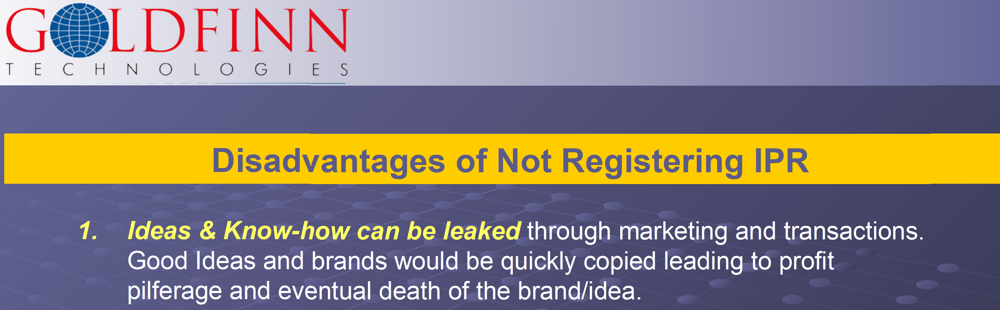 GOLDFINN
TECHNOLOGIES
Disadvantages of Not Registering IPR
1. Ideas & Know-how can be leaked through marketing and transactions.
Good Ideas and brands would be quickly copied leading to profit
pilferage and eventual death of the brand/idea.